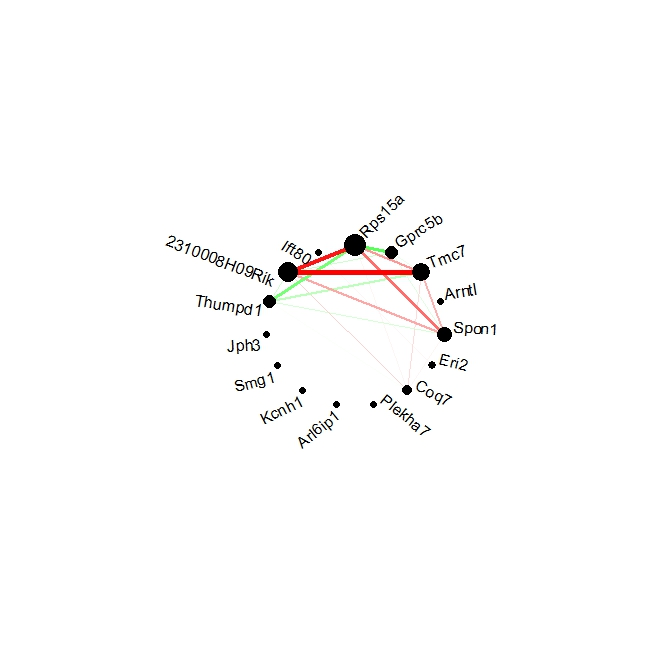 Rps15a
Gprc5b
Ift80
2310008H09Rik
Tmc7
Arntl
Thumpd1
Spon1
Jph3
Eri2
Smg1
Coq7
Kcnh1
Plekha7
Arl6ip1